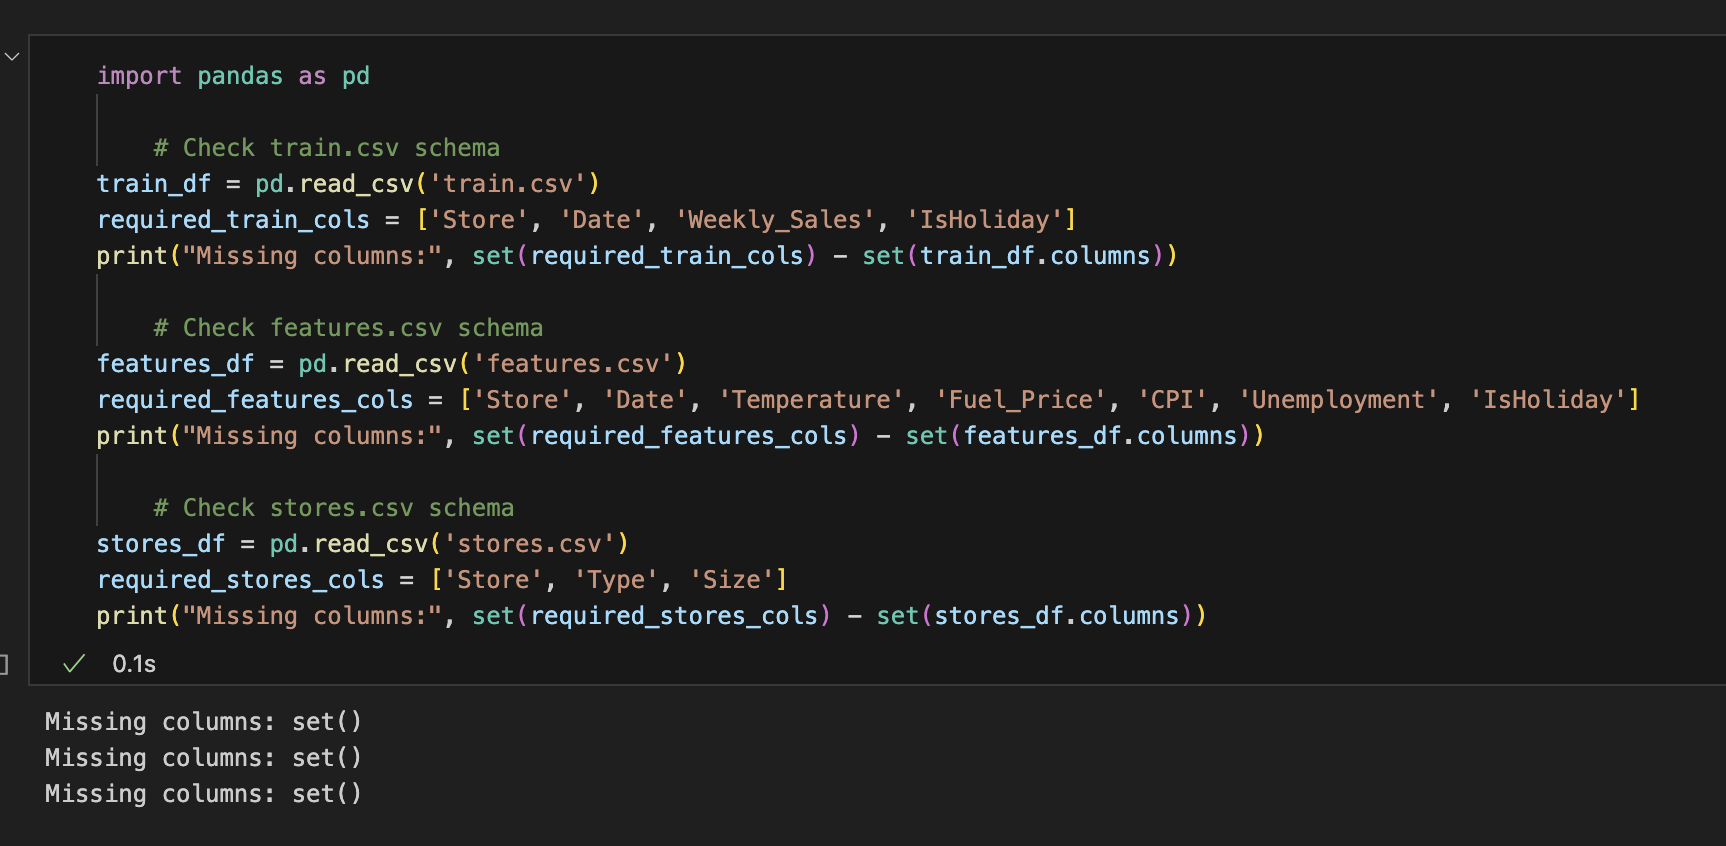 import pandas as pd
# Check train.csv schema
train_df = pd.read_csv('train.csv')
required_train_cols = ['Store', 'Date', 'Weekly_Sales', 'IsHoliday']
print("Missing columns:", set(required_train_cols) - set(train_df.columns))
# Check features.csv schema
features_df = pd.read_csv('features.csv')
required_features_cols = ['Store', 'Date', 'Temperature', 'Fuel_Price', 'CPI', 'Unemployment', 'IsHoliday']
print("Missing columns:", set(required_features_cols) - set(features_df.columns))
# Check stores.csv schema
stores_df = pd.read_csv('stores.csv')
required_stores_cols = ['Store', 'Type', 'Size']
print("Missing columns:", set(required_stores_cols) - set(stores_df.columns))
] 0.1s
Missing columns: set()
Missing columns: set()
Missing columns: set()